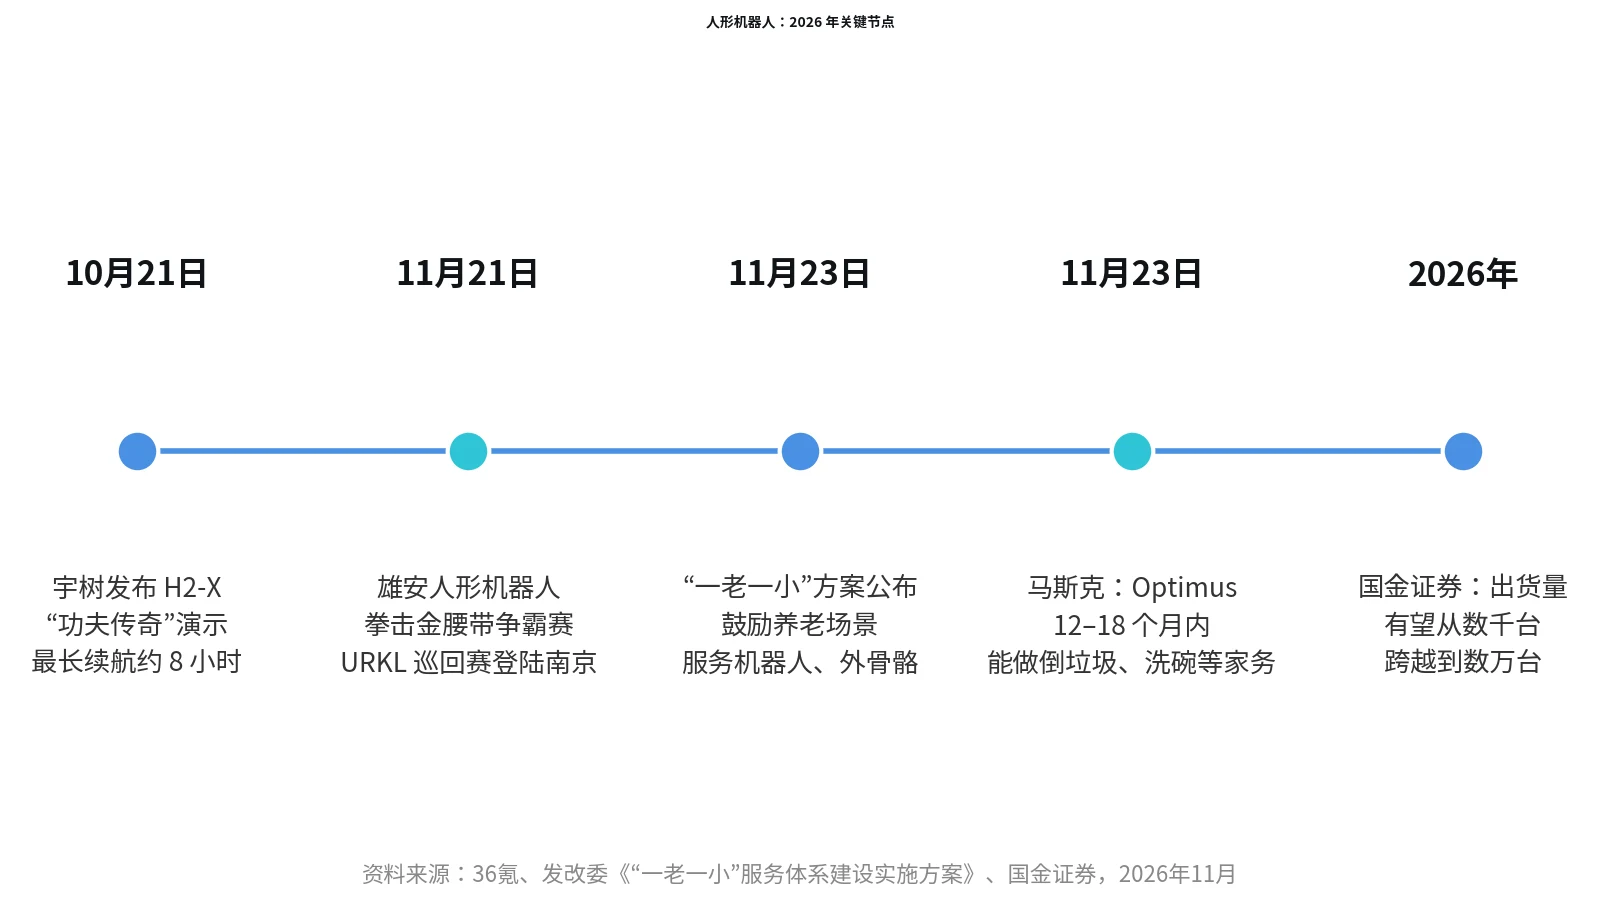 人形机器人：2026 年关键节点
10月21日
11月21日
11月23日
11月23日
2026年
宇树发布 H2-X
“功夫传奇”演示
最长续航约 8 小时
雄安人形机器人
拳击金腰带争霸赛
URKL 巡回赛登陆南京
“一老一小”方案公布
鼓励养老场景
服务机器人、外骨骼
马斯克：Optimus
12–18 个月内
能做倒垃圾、洗碗等家务
国金证券：出货量
有望从数千台
跨越到数万台
资料来源：36氪、发改委《“一老一小”服务体系建设实施方案》、国金证券，2026年11月